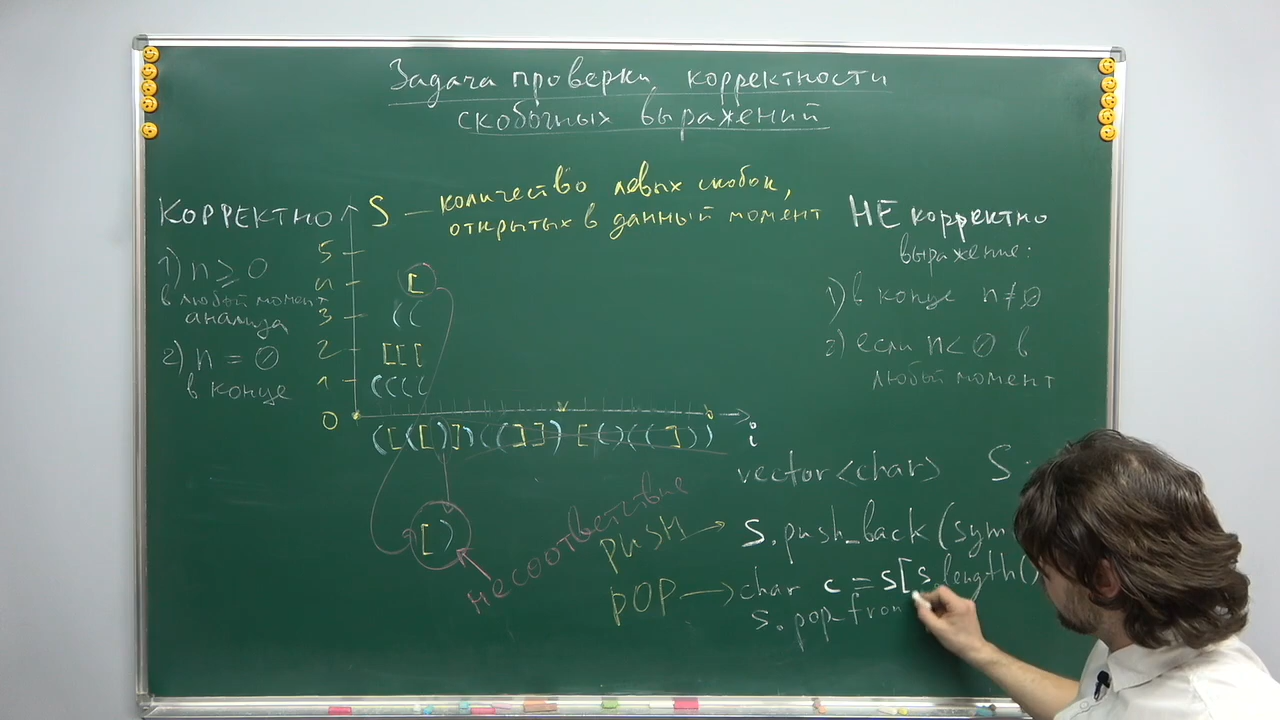 Задача проверки корректности
скобочных выражений
КОРРЕКТНО
1) n ⩾ 0
в любой момент
анализа
2) n = 0
в конце
S — количество левых скобок,
открытых в данный момент
5
4
3
2
1
0
[
((
[[[
((((
i
[)
несоответствие
НЕ корректно
выражение:
1) в конце n ≠ 0
2) если n < 0 в
любой момент
vector<char> S
PUSH → S.push_back(sym
POP → char c = s[s.length()
s.pop_fron